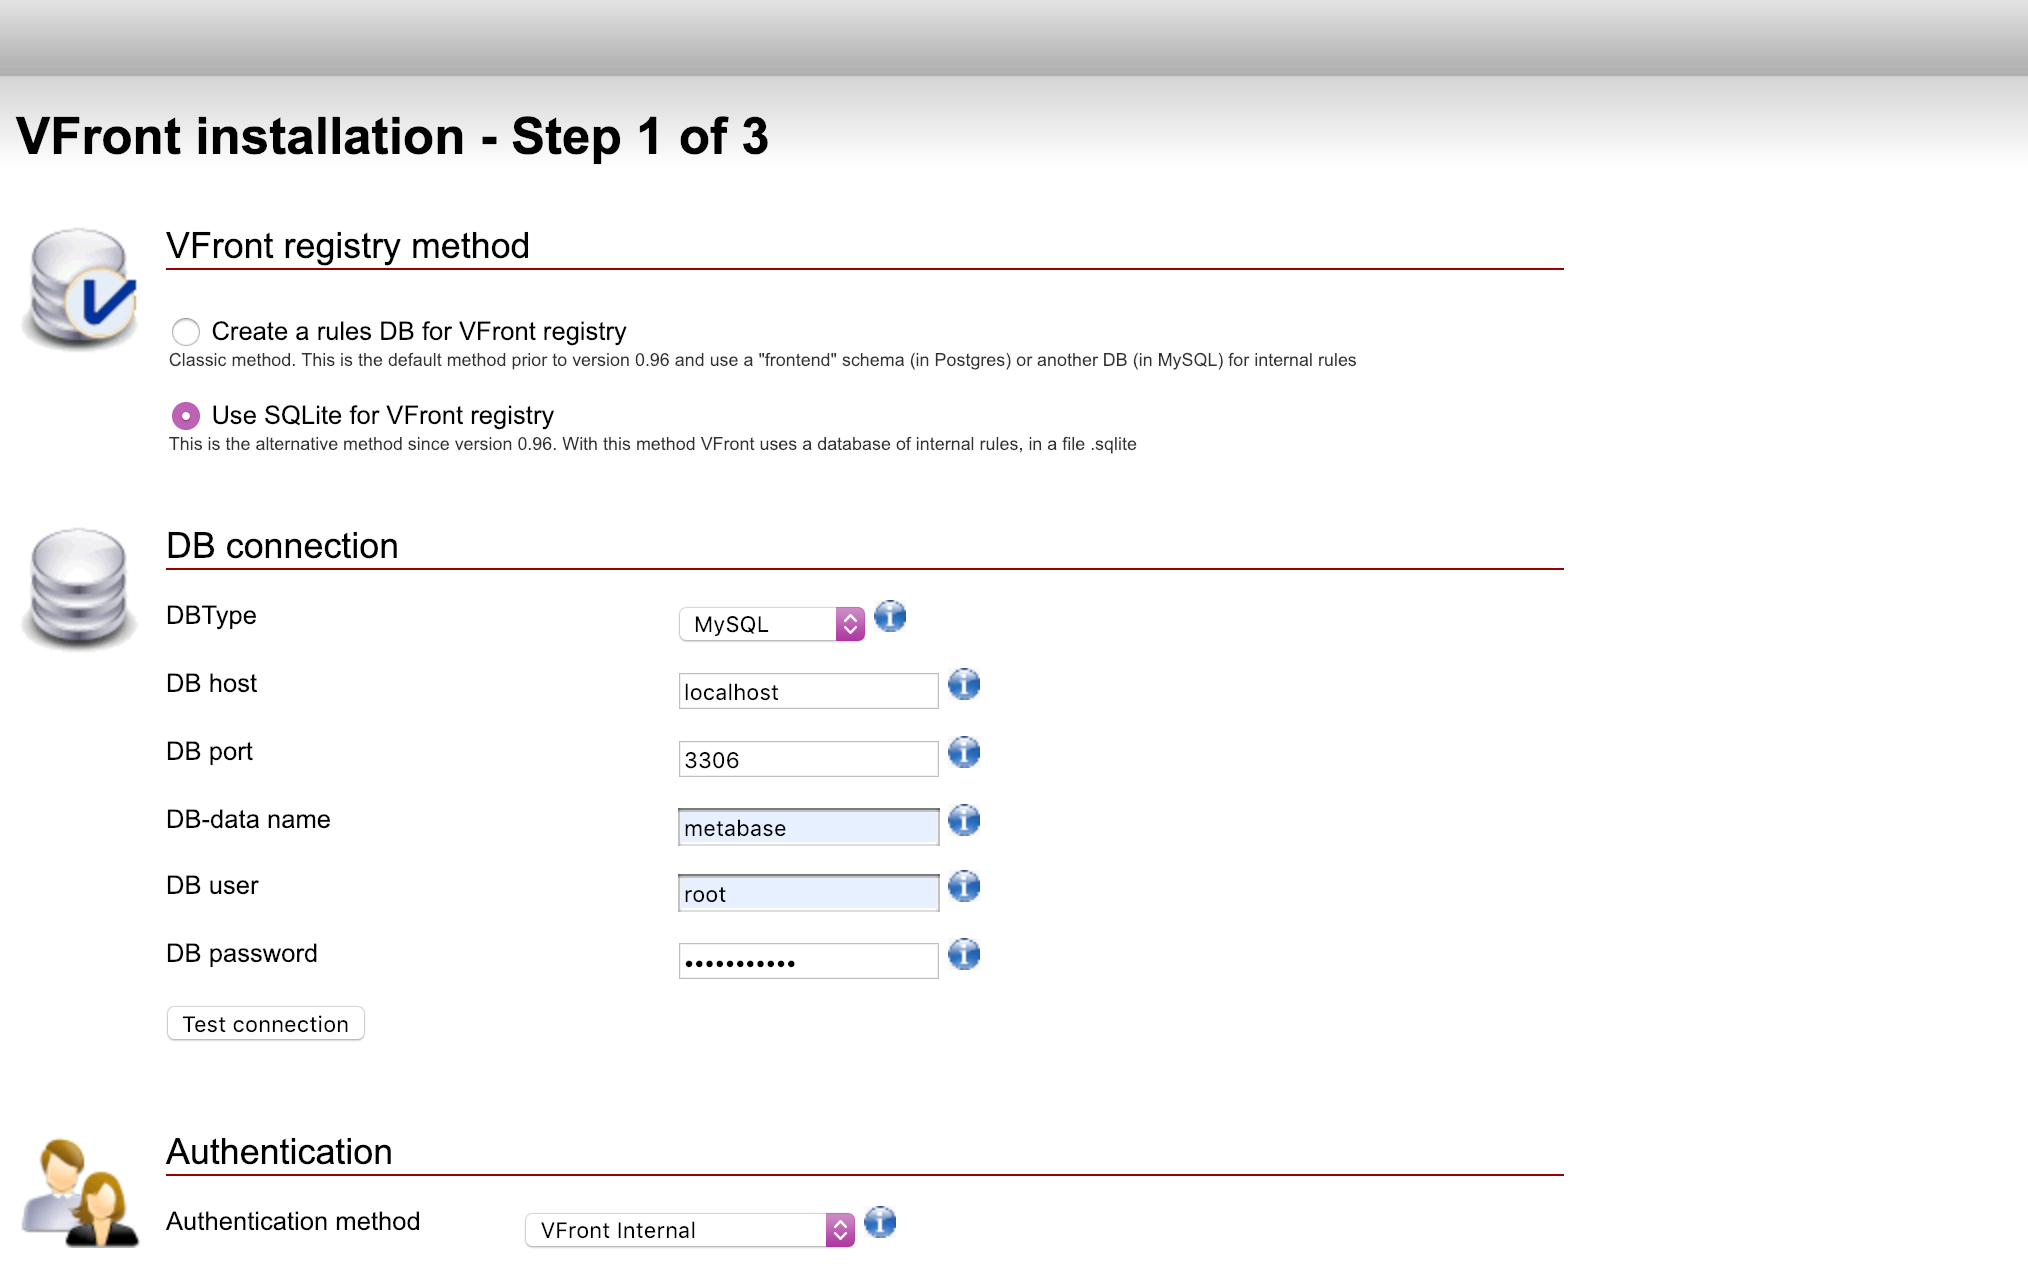 VFront installation - Step 1 of 3
VFront registry method
Create a rules DB for VFront registry
Classic method. This is the default method prior to version 0.96 and use a "frontend" schema (in Postgres) or another DB (in MySQL) for internal rules
Use SQLite for VFront registry
This is the alternative method since version 0.96. With this method VFront uses a database of internal rules, in a file .sqlite
DB connection
DBType MySQL
DB host localhost
DB port 3306
DB-data name metabase
DB user root
DB password •••••••••••
Test connection
Authentication
Authentication method VFront Internal